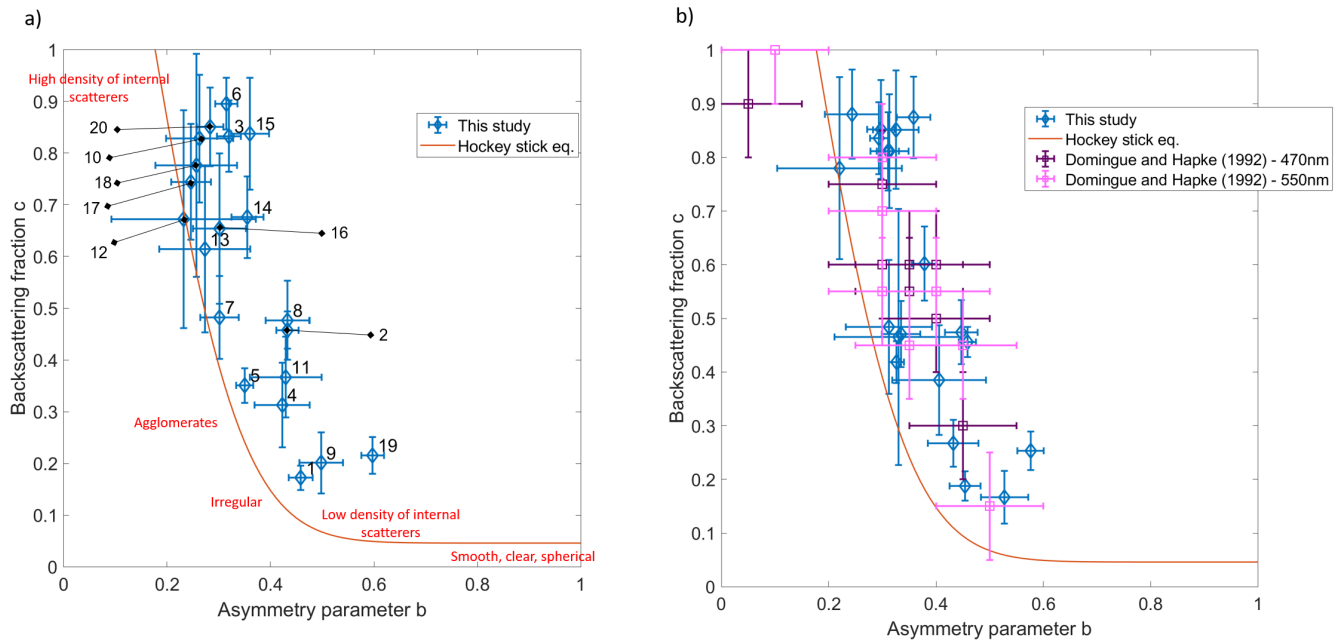 a)
1
0.9
0.8
0.7
0.6
0.5
0.4
0.3
0.2
0.1
0
Backscattering fraction c
0 0.2 0.4 0.6 0.8 1
Asymmetry parameter b
High density of internal
scatterers
Agglomerates
Irregular
Low density of internal
scatterers
Smooth, clear, spherical
This study
Hockey stick eq.
6
20
3
15
10
18
17
14
16
12
13
7
8
2
5
11
4
9
1
19
b)
1
0.9
0.8
0.7
0.6
0.5
0.4
0.3
0.2
0.1
0
Backscattering fraction c
0 0.2 0.4 0.6 0.8 1
Asymmetry parameter b
This study
Hockey stick eq.
Domingue and Hapke (1992) - 470nm
Domingue and Hapke (1992) - 550nm